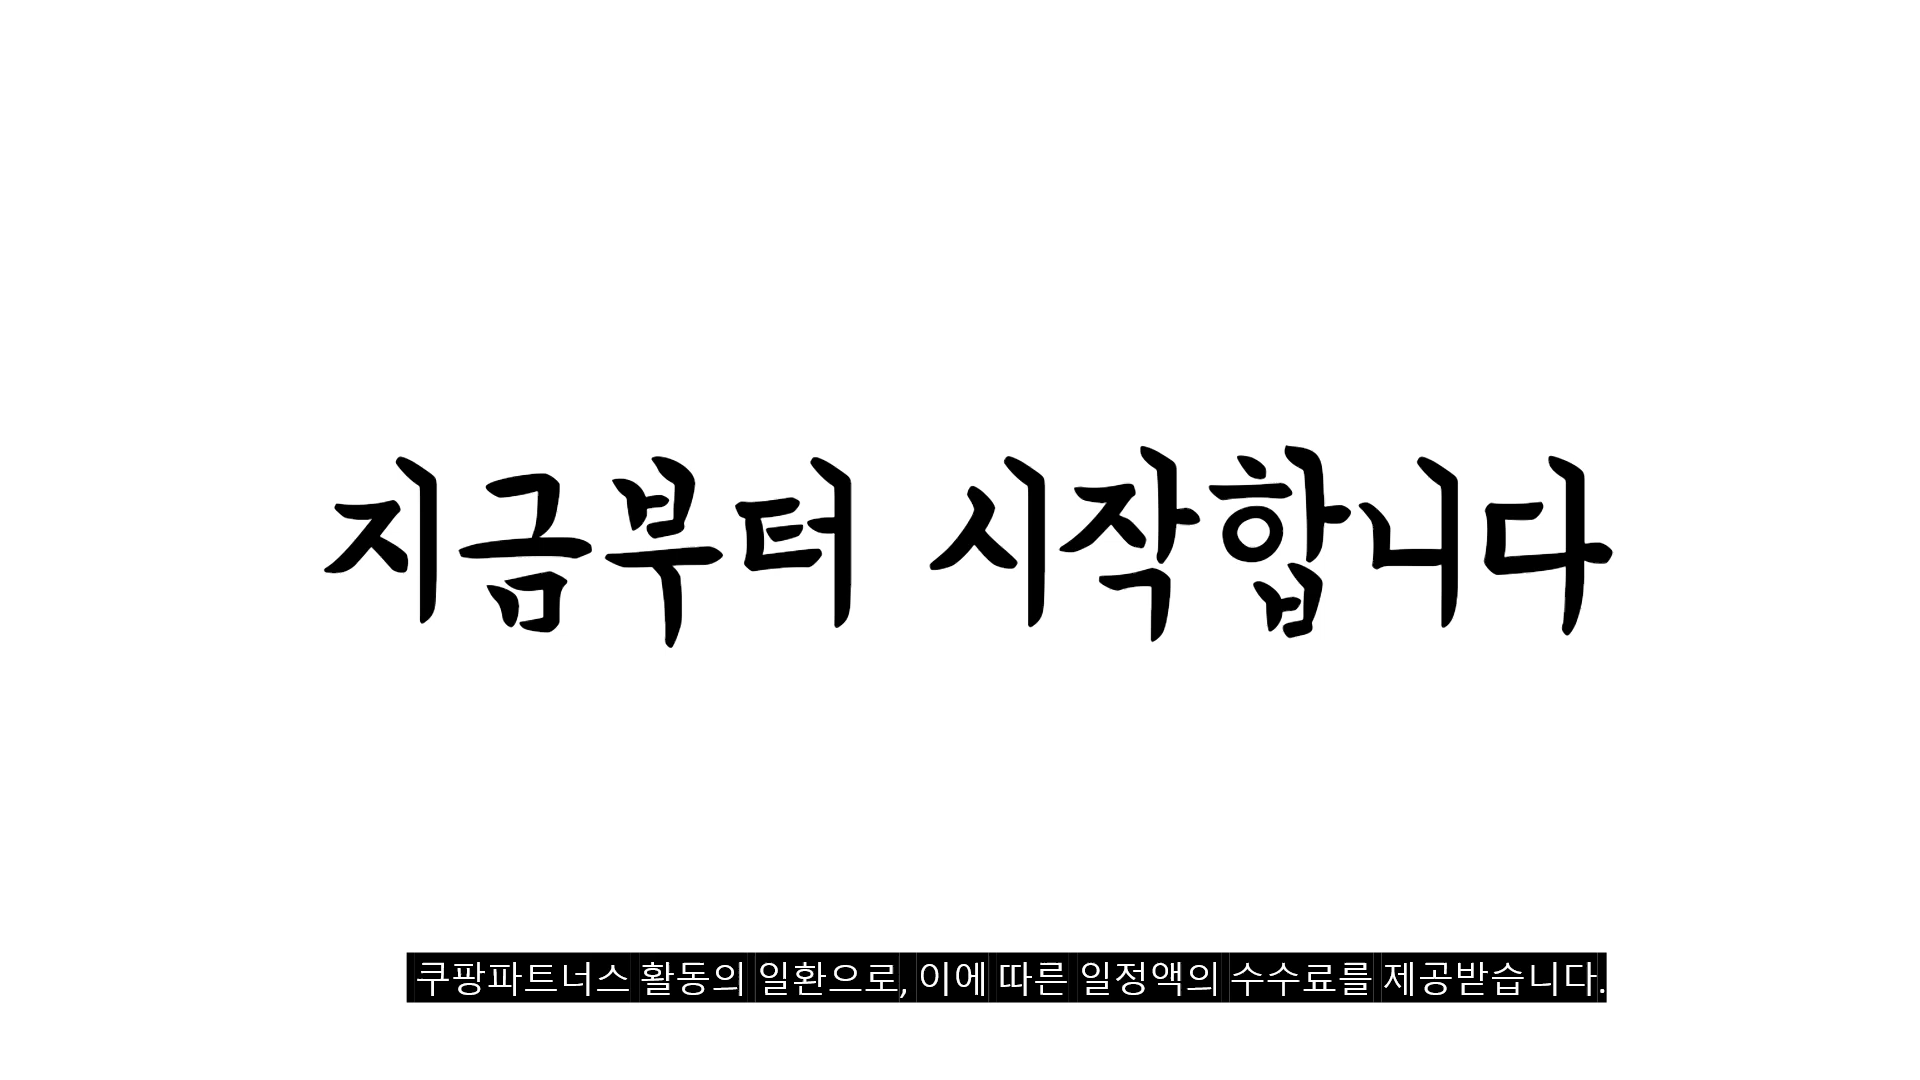 지금부터 시작합니다
쿠팡파트너스 활동의 일환으로, 이에 따른 일정액의 수수료를 제공받습니다.